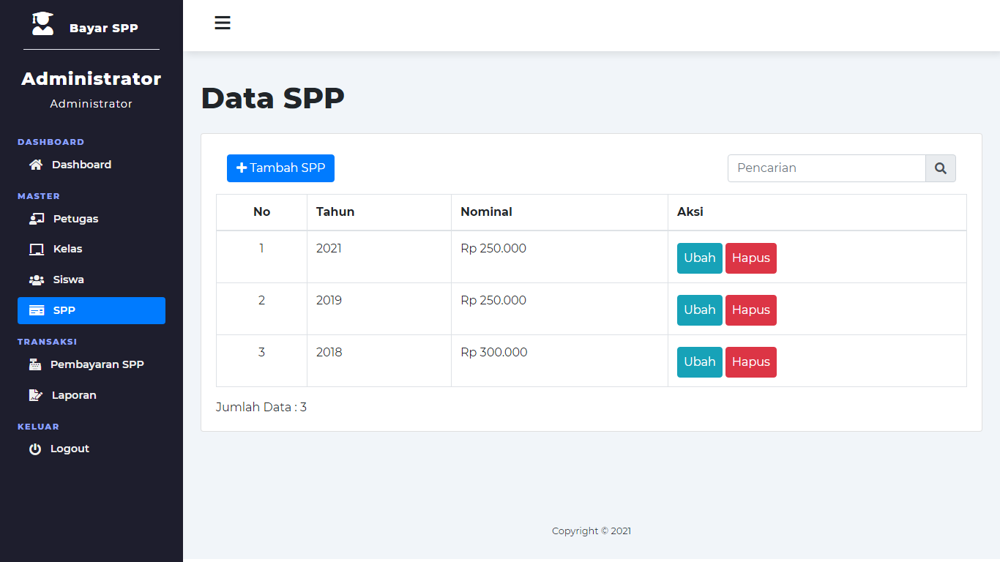 Bayar SPP
Administrator
Administrator
DASHBOARD
Dashboard
MASTER
Petugas
Kelas
Siswa
SPP
TRANSAKSI
Pembayaran SPP
Laporan
KELUAR
Logout
Data SPP
Tambah SPP
Pencarian
No Tahun Nominal Aksi
1 2021 Rp 250.000 Ubah Hapus
2 2019 Rp 250.000 Ubah Hapus
3 2018 Rp 300.000 Ubah Hapus
Jumlah Data : 3
Copyright © 2021